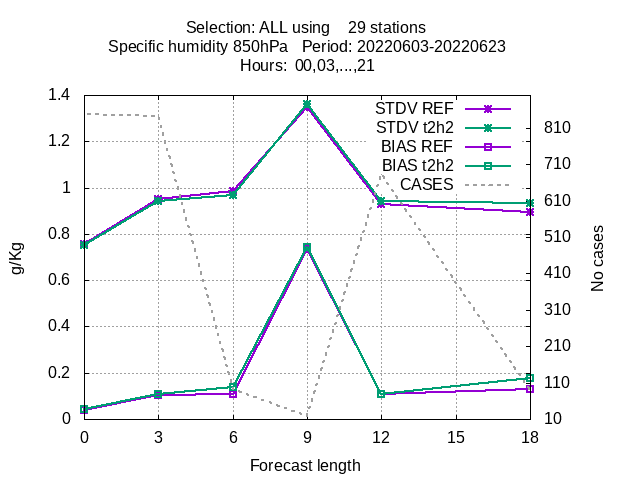 Selection: ALL using    29 stations
Specific humidity 850hPa   Period: 20220603-20220623
Hours: 00,03,...,21
STDV REF
STDV t2h2
BIAS REF
BIAS t2h2
CASES
g/Kg
1.4
1.2
1
0.8
0.6
0.4
0.2
0
No cases
810
710
610
510
410
310
210
110
10
0 3 6 9 12 15 18
Forecast length